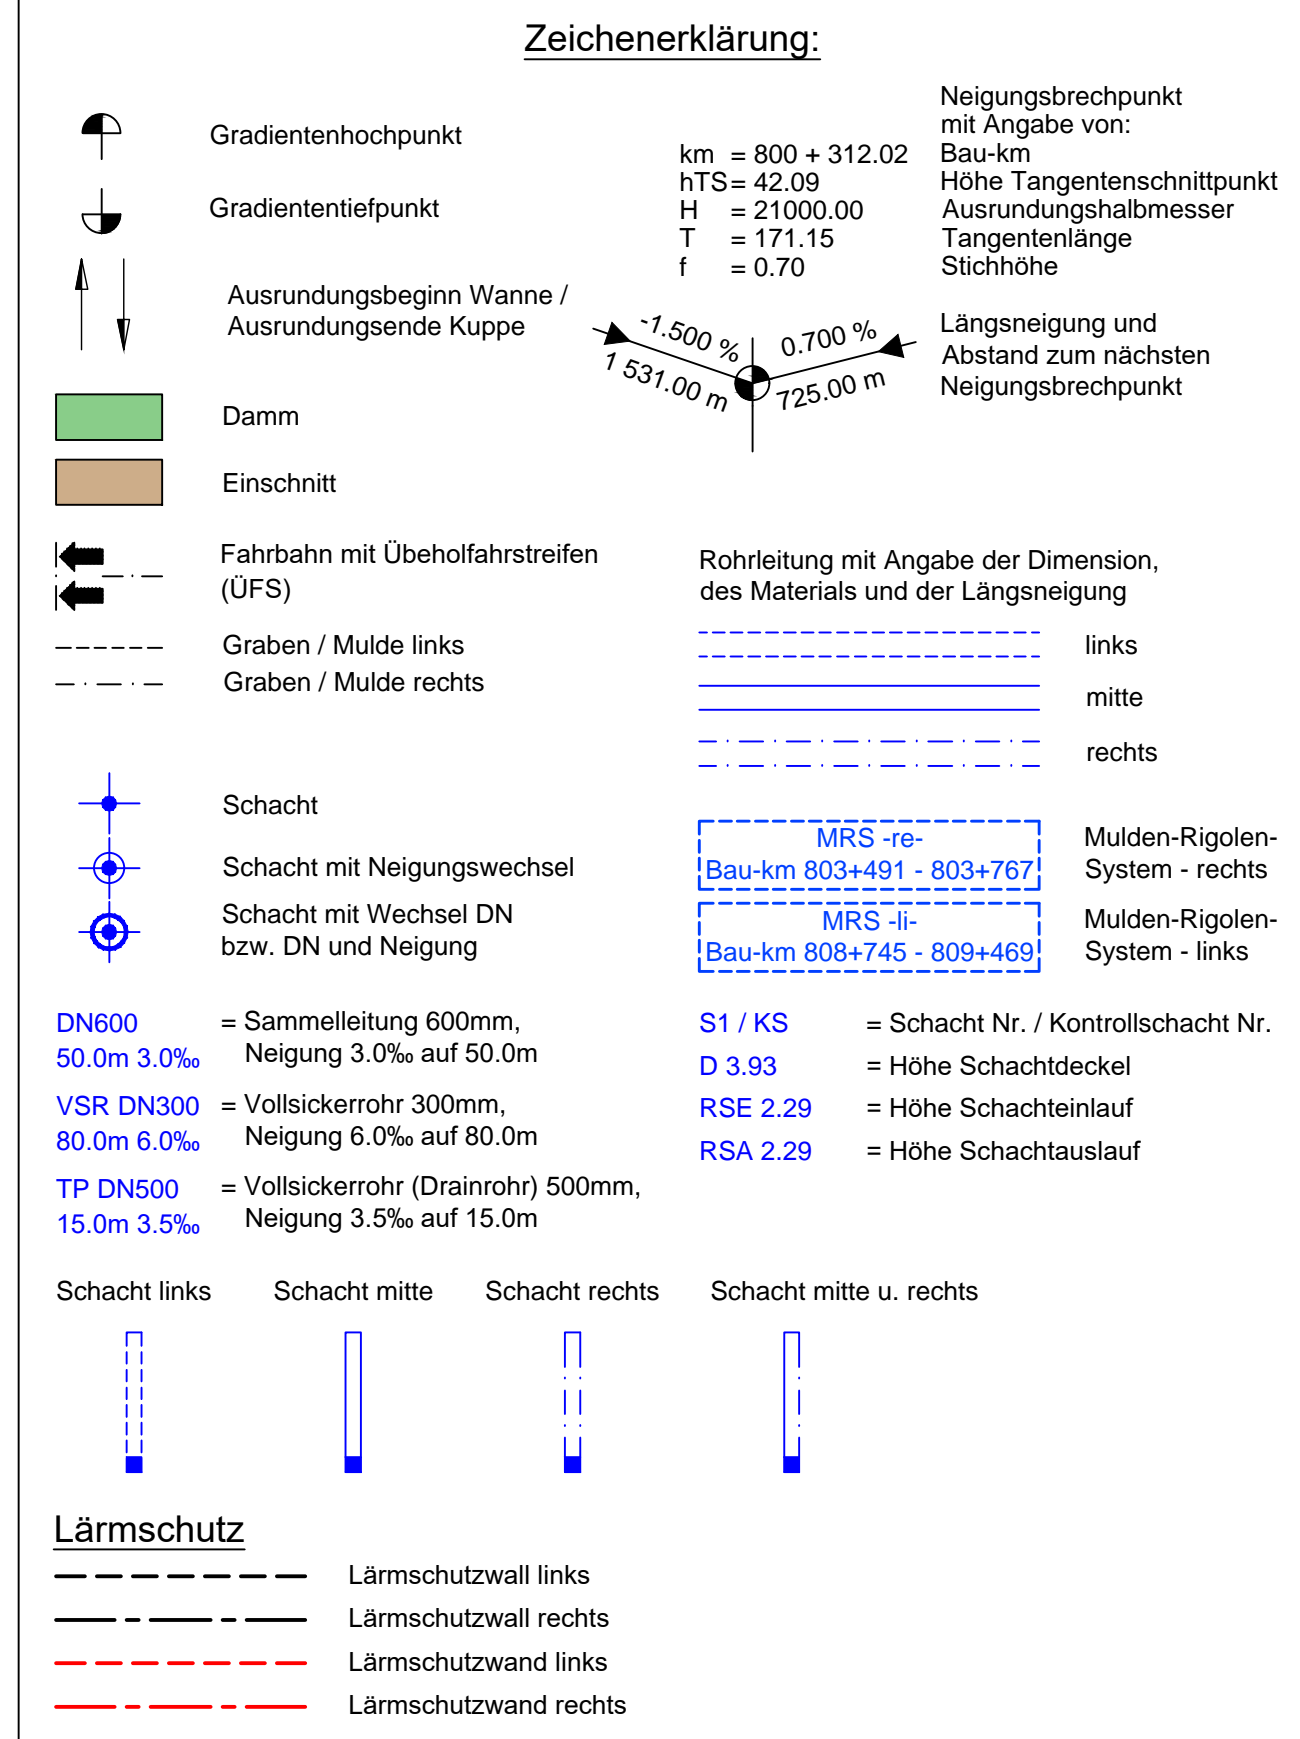 Zeichenerklärung:
Gradientenhochpunkt
Gradiententiefpunkt
Ausrundungsbeginn Wanne /
Ausrundungsende Kuppe
Neigungsbrechpunkt
mit Angabe von:
km = 800 + 312.02 Bau-km
hTS = 42.09 Höhe Tangentenschnittpunkt
H = 21000.00 Ausrundungshalbmesser
T = 171.15 Tangentenlänge
f = 0.70 Stichhöhe
-1.500 %
1 531.00 m
0.700 %
725.00 m
Längsneigung und
Abstand zum nächsten
Neigungsbrechpunkt
Damm
Einschnitt
Fahrbahn mit Übeholfahrstreifen
(ÜFS)
Graben / Mulde links
Graben / Mulde rechts
Rohrleitung mit Angabe der Dimension,
des Materials und der Längsneigung
links
mitte
rechts
Schacht
Schacht mit Neigungswechsel
Schacht mit Wechsel DN
bzw. DN und Neigung
MRS -re-
Bau-km 803+491 - 803+767
Mulden-Rigolen-
System - rechts
MRS -li-
Bau-km 808+745 - 809+469
Mulden-Rigolen-
System - links
DN600 = Sammelleitung 600mm,
50.0m 3.0‰ Neigung 3.0‰ auf 50.0m
VSR DN300 = Vollsickerrohr 300mm,
80.0m 6.0‰ Neigung 6.0‰ auf 80.0m
TP DN500 = Vollsickerrohr (Drainrohr) 500mm,
15.0m 3.5‰ Neigung 3.5‰ auf 15.0m
S1 / KS = Schacht Nr. / Kontrollschacht Nr.
D 3.93 = Höhe Schachtdeckel
RSE 2.29 = Höhe Schachteinlauf
RSA 2.29 = Höhe Schachtauslauf
Schacht links
Schacht mitte
Schacht rechts
Schacht mitte u. rechts
Lärmschutz
Lärmschutzwall links
Lärmschutzwall rechts
Lärmschutzwand links
Lärmschutzwand rechts